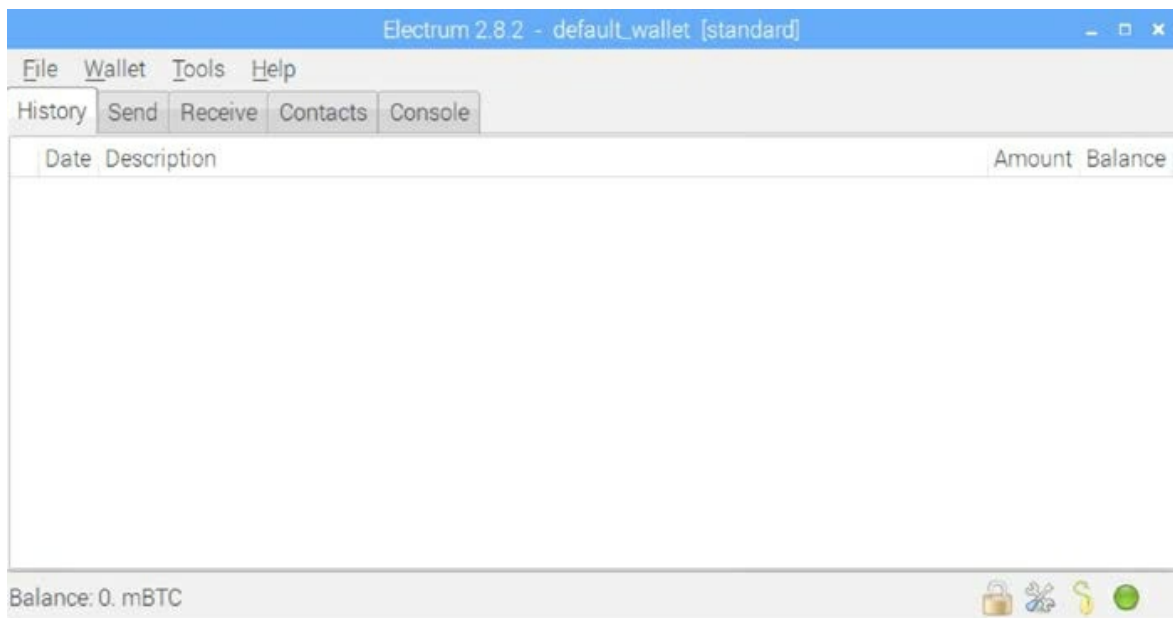 Electrum 2.8.2 - default_wallet [standard]
File Wallet Tools Help
History Send Receive Contacts Console
Date Description Amount Balance
Balance: 0. mBTC